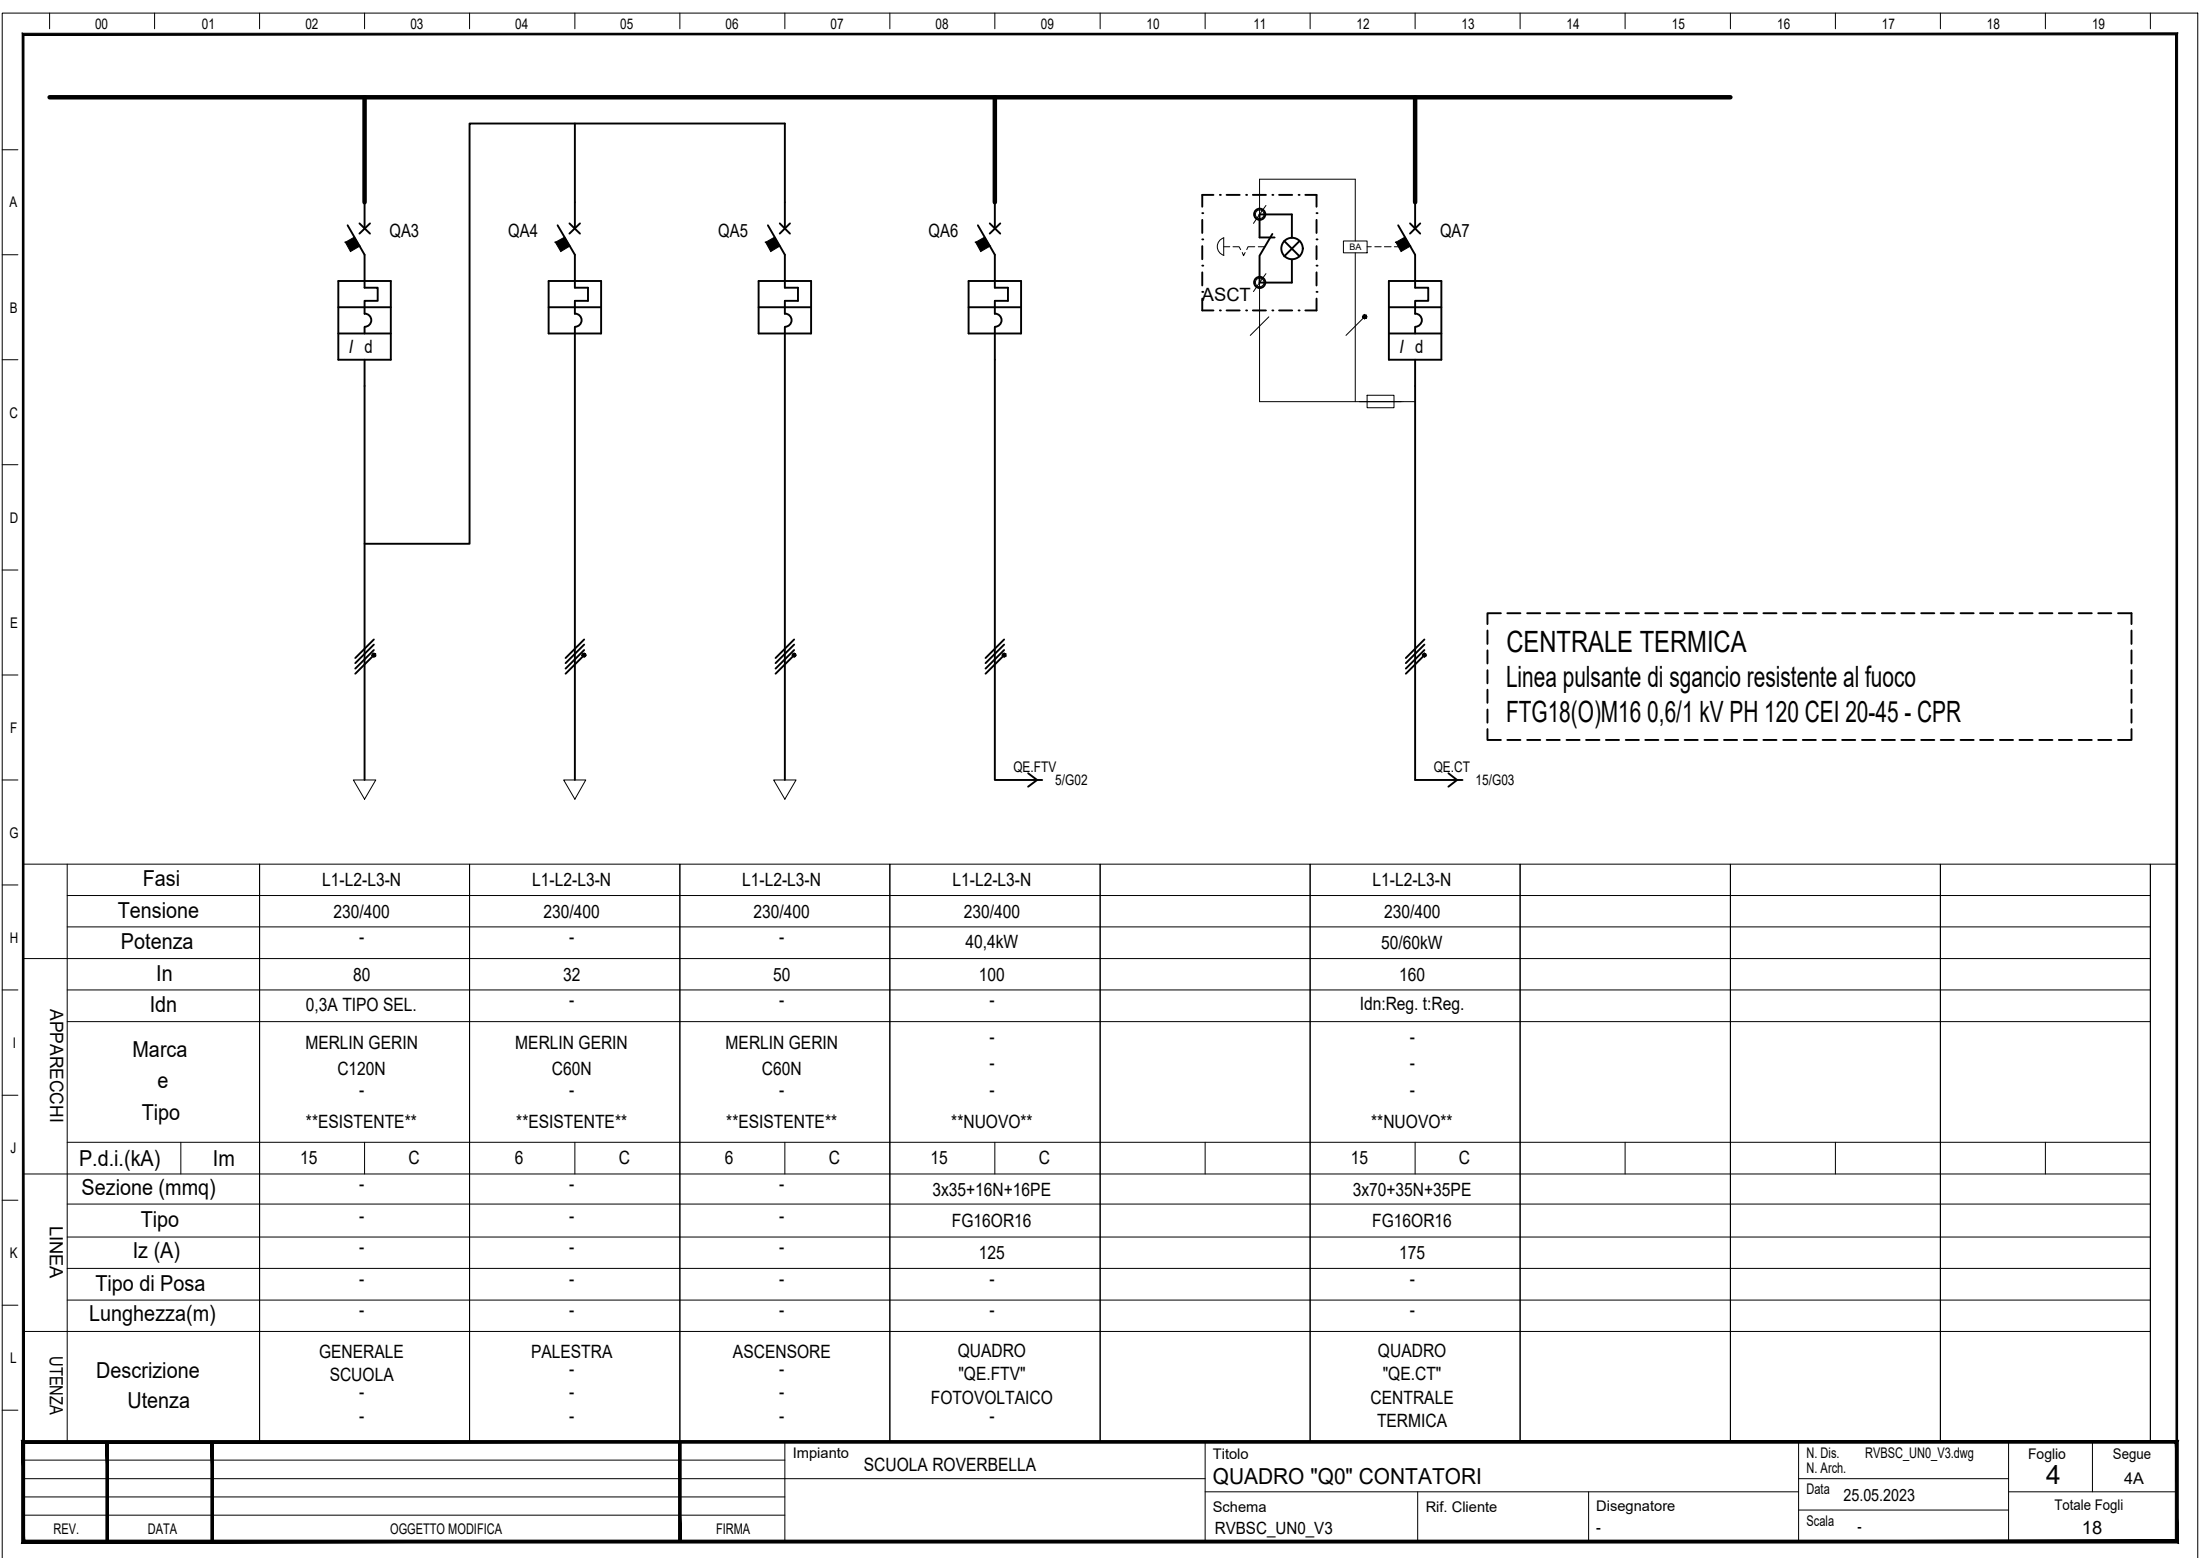 00 01 02 03 04 05 06 07 08 09 10 11 12 13 14 15 16 17 18 19
A
B
C
D
E
F
G
H
I
J
K
L
QA3
QA4
QA5
QA6
QA7
BA
ASCT
I d
I d
CENTRALE TERMICA
Linea pulsante di sgancio resistente al fuoco
FTG18(O)M16 0,6/1 kV PH 120 CEI 20-45 - CPR
QE.FTV
5/G02
QE.CT
15/G03
Fasi L1-L2-L3-N L1-L2-L3-N L1-L2-L3-N L1-L2-L3-N L1-L2-L3-N
Tensione 230/400 230/400 230/400 230/400 230/400
Potenza - - - 40,4kW 50/60kW
APPARECCHI
In 80 32 50 100 160
Idn 0,3A TIPO SEL. - - - Idn:Reg. t:Reg.
Marca MERLIN GERIN MERLIN GERIN MERLIN GERIN - -
e C120N C60N C60N - -
- - - - -
Tipo **ESISTENTE** **ESISTENTE** **ESISTENTE** **NUOVO** **NUOVO**
P.d.i.(kA) Im 15 C 6 C 6 C 15 C 15 C
LINEA
Sezione (mmq) - - - 3x35+16N+16PE 3x70+35N+35PE
Tipo - - - FG16OR16 FG16OR16
Iz (A) - - - 125 175
Tipo di Posa - - - - -
Lunghezza(m) - - - - -
UTENZA
Descrizione
Utenza
GENERALE
SCUOLA
-
-
PALESTRA
-
-
-
ASCENSORE
-
-
-
QUADRO
"QE.FTV"
FOTOVOLTAICO
-
QUADRO
"QE.CT"
CENTRALE
TERMICA
REV. DATA OGGETTO MODIFICA FIRMA
Impianto
SCUOLA ROVERBELLA
Titolo
QUADRO "Q0" CONTATORI
Schema
RVBSC_UN0_V3
Rif. Cliente
Disegnatore
-
N. Dis. RVBSC_UN0_V3.dwg
N. Arch.
Data 25.05.2023
Scala -
Foglio
4
Segue
4A
Totale Fogli
18